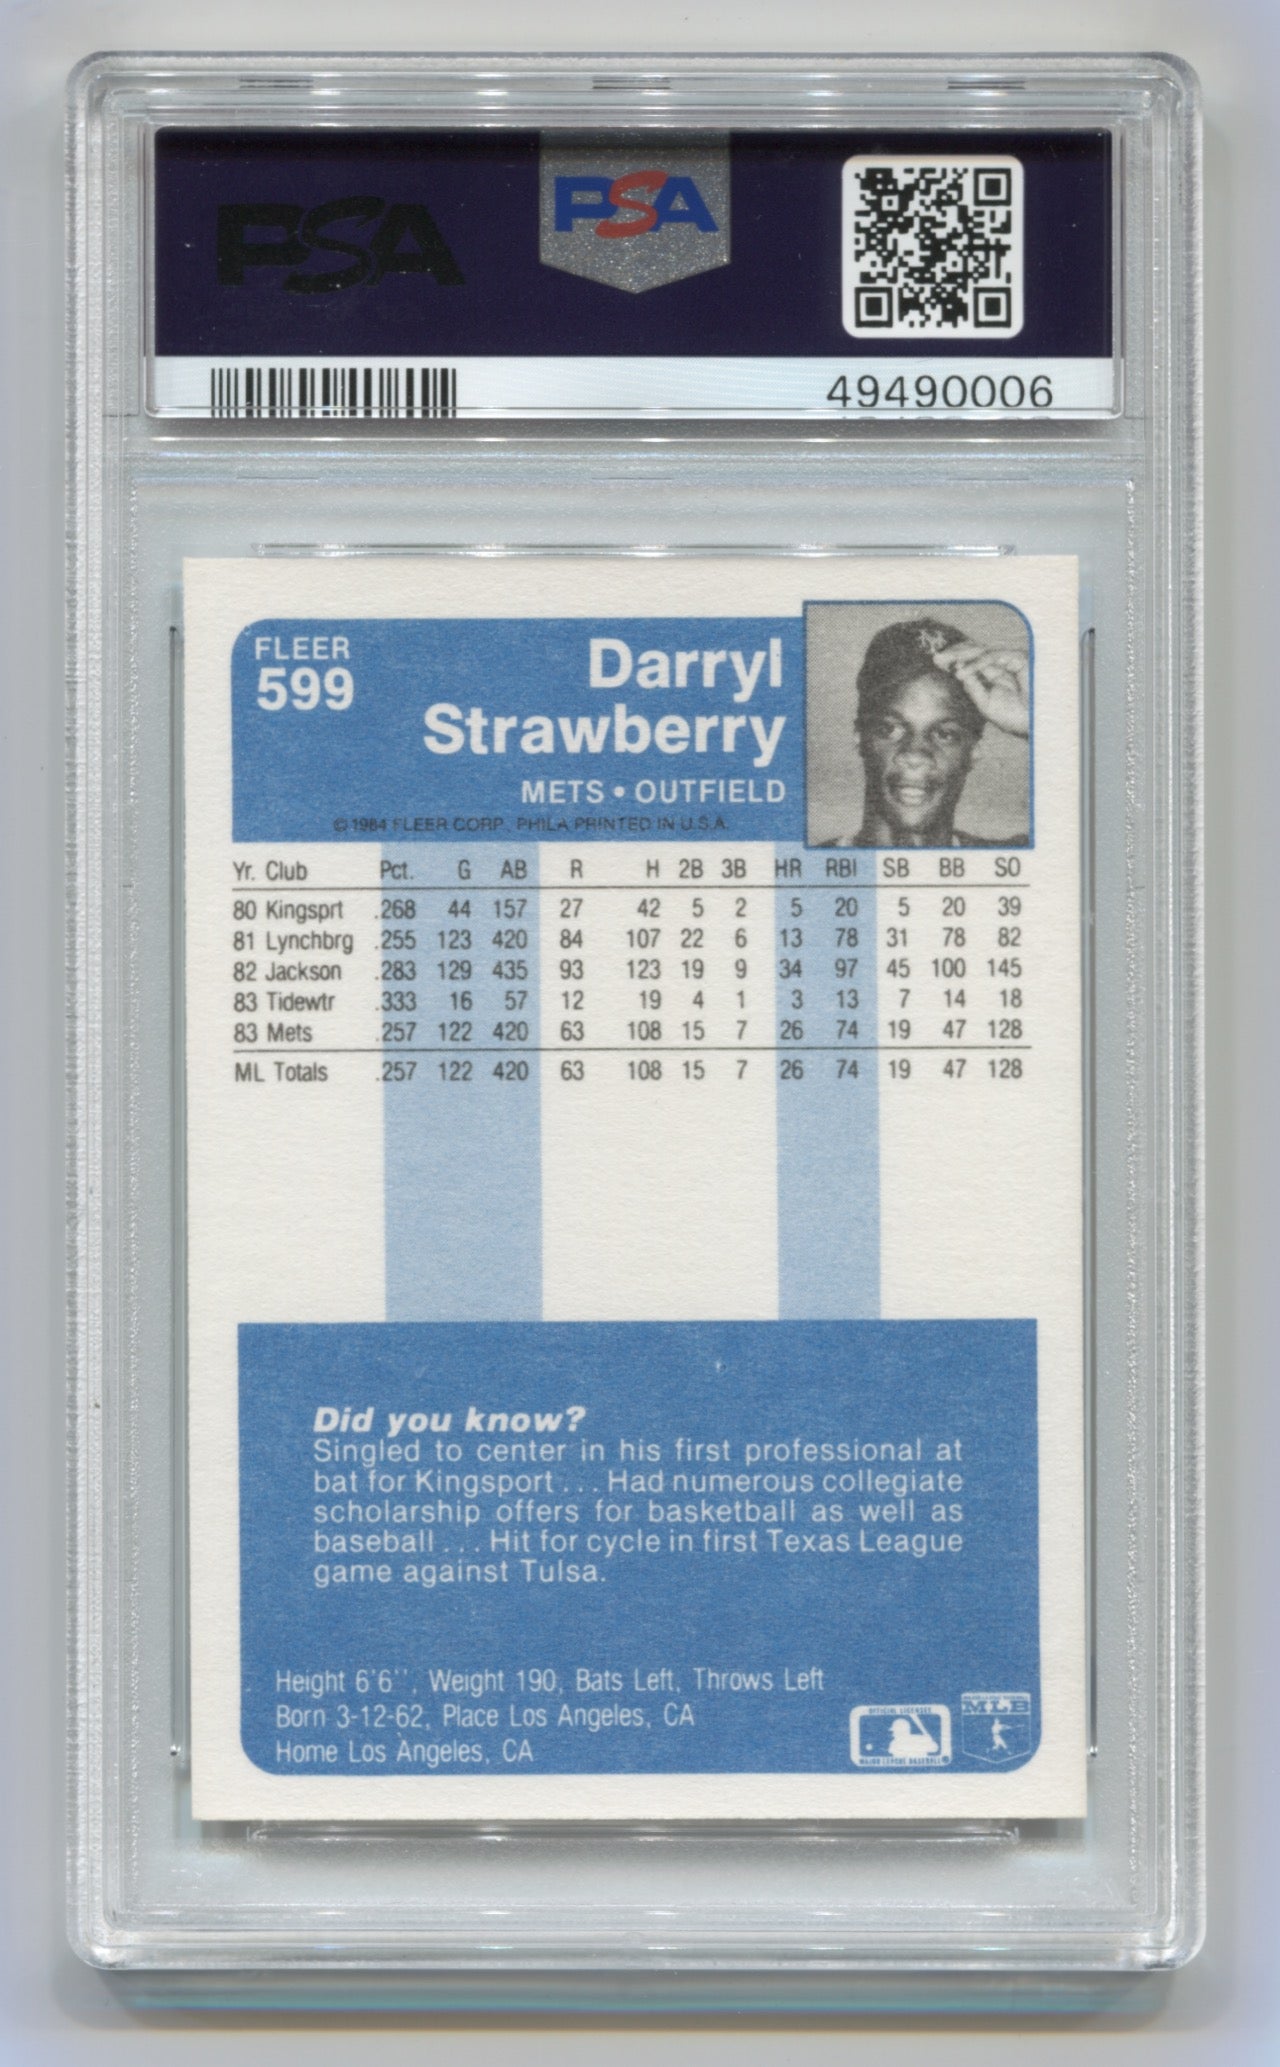 PSA
PSA
49490006
FLEER
599
Darryl
Strawberry
METS • OUTFIELD
© 1984 FLEER CORP., PHILA PRINTED IN U.S.A.
Yr. Club Pct. G AB R H 2B 3B HR RBI SB BB SO
80 Kingsprt .268 44 157 27 42 5 2 5 20 5 20 39
81 Lynchbrg .255 123 420 84 107 22 6 13 78 31 78 82
82 Jackson .283 129 435 93 123 19 9 34 97 45 100 145
83 Tidewtr .333 16 57 12 19 4 1 3 13 7 14 18
83 Mets .257 122 420 63 108 15 7 26 74 19 47 128
ML Totals .257 122 420 63 108 15 7 26 74 19 47 128
Did you know?
Singled to center in his first professional at
bat for Kingsport . . . Had numerous collegiate
scholarship offers for basketball as well as
baseball . . . Hit for cycle in first Texas League
game against Tulsa.
Height 6'6'', Weight 190, Bats Left, Throws Left
Born 3-12-62, Place Los Angeles, CA
Home Los Angeles, CA
OFFICIAL LICENSEE
MAJOR LEAGUE BASEBALL
MLB